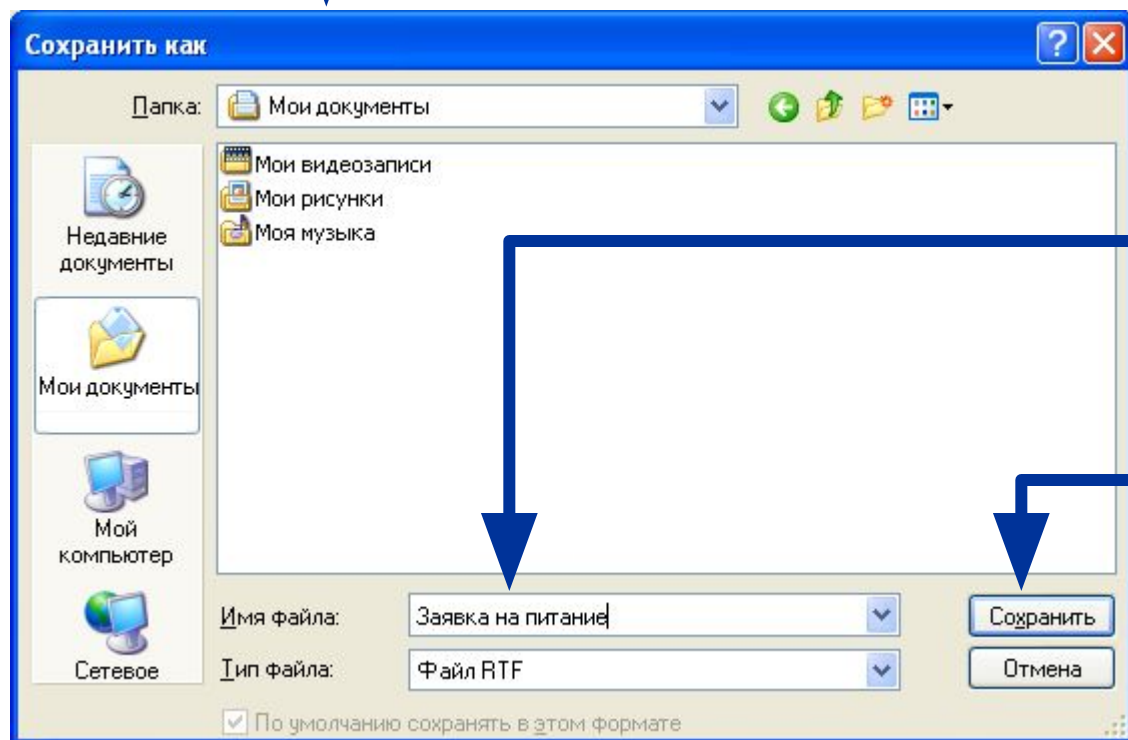 Сохранить как
Папка: Мои документы
Мои видеозаписи
Мои рисунки
Моя музыка
Недавние
документы
Мои документы
Мой
компьютер
Сетевое
Имя файла: Заявка на питание
Сохранить
Тип файла: Файл RTF
Отмена
По умолчанию сохранять в этом формате